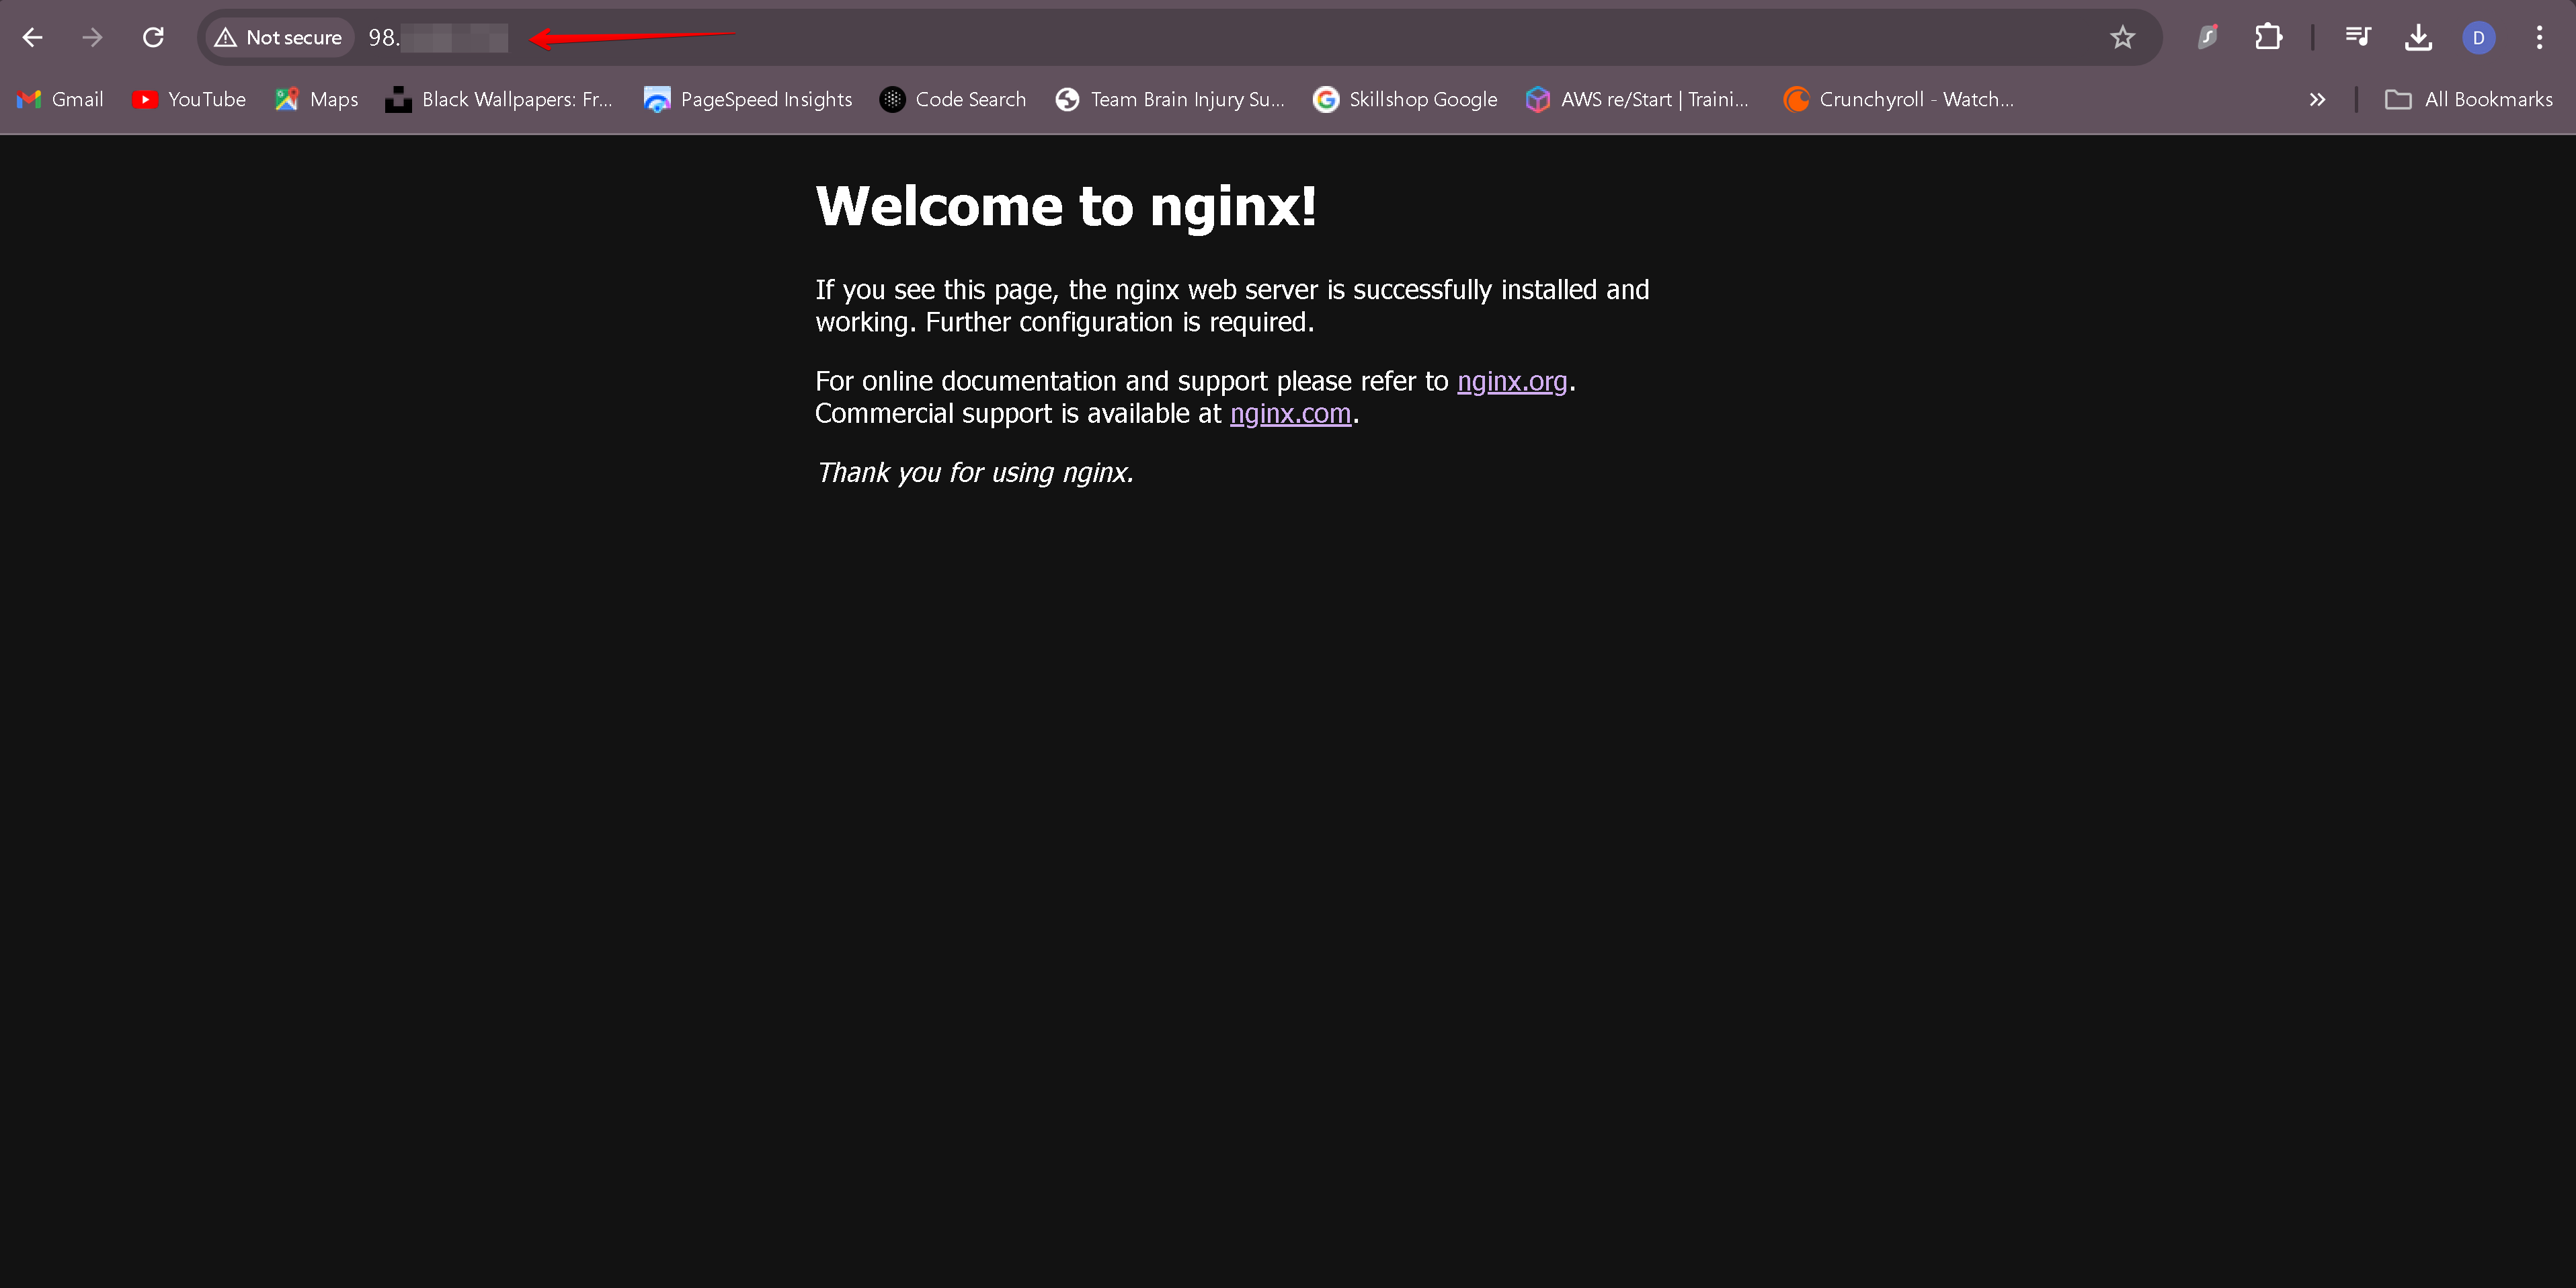 Not secure 98.
D
Gmail YouTube Maps Black Wallpapers: Fr... PageSpeed Insights Code Search Team Brain Injury Su... Skillshop Google AWS re/Start | Traini... Crunchyroll - Watch... All Bookmarks
Welcome to nginx!
If you see this page, the nginx web server is successfully installed and
working. Further configuration is required.
For online documentation and support please refer to nginx.org.
Commercial support is available at nginx.com.
Thank you for using nginx.